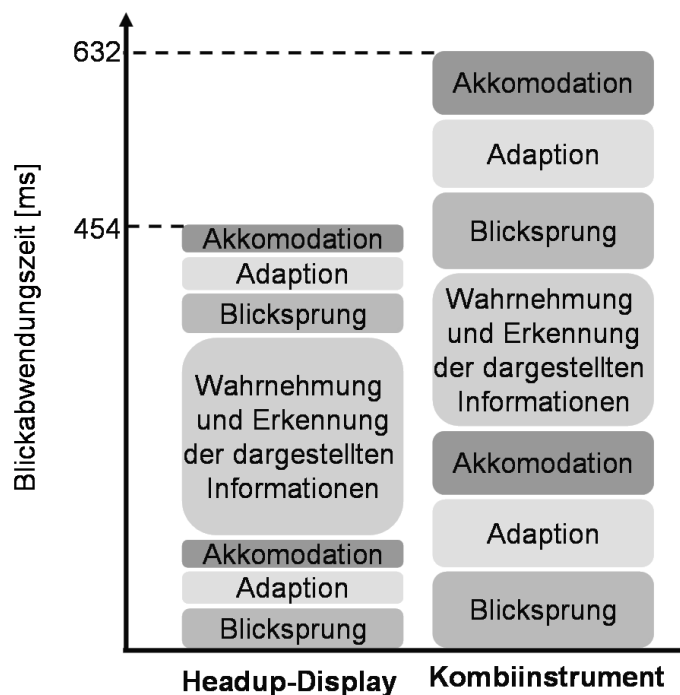 Blickabwendungszeit [ms]
632
454
Akkomodation
Adaption
Blicksprung
Wahrnehmung
und Erkennung
der dargestellten
Informationen
Akkomodation
Adaption
Blicksprung
Headup-Display
Akkomodation
Adaption
Blicksprung
Wahrnehmung
und Erkennung
der dargestellten
Informationen
Akkomodation
Adaption
Blicksprung
Kombiinstrument